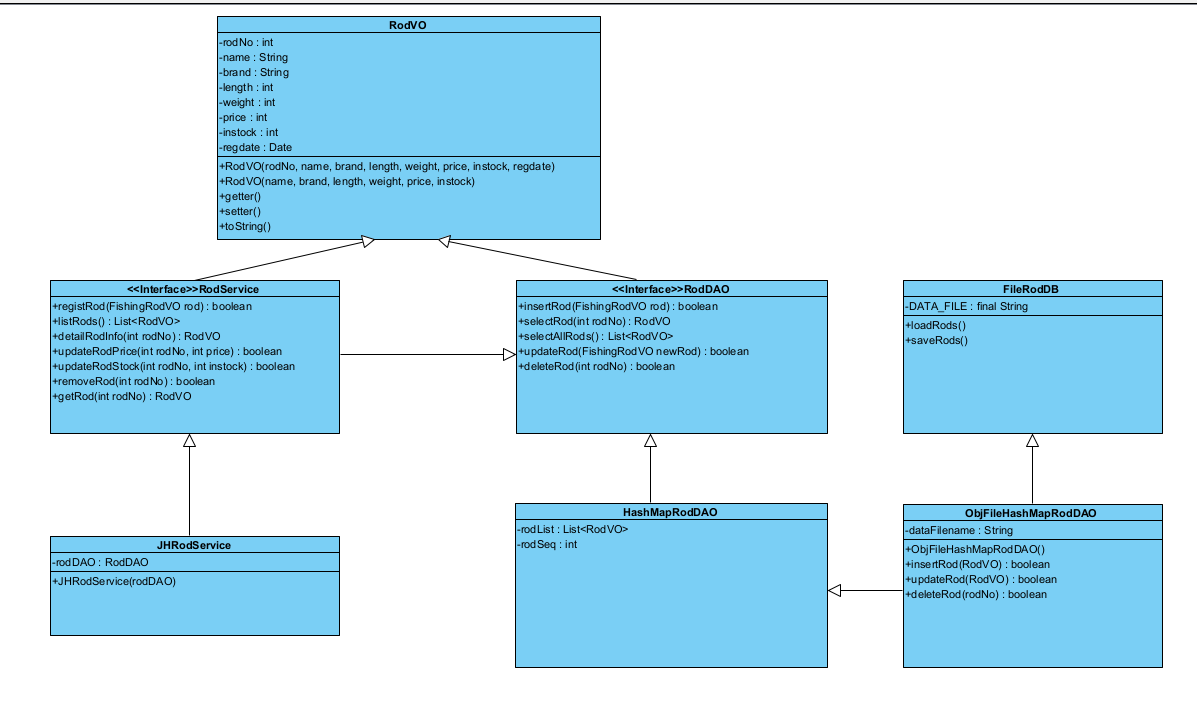 RodVO
-rodNo : int
-name : String
-brand : String
-length : int
-weight : int
-price : int
-instock : int
-regdate : Date
+RodVO(rodNo, name, brand, length, weight, price, instock, regdate)
+RodVO(name, brand, length, weight, price, instock)
+getter()
+setter()
+toString()
<<Interface>>RodService
+registRod(FishingRodVO rod) : boolean
+listRods() : List<RodVO>
+detailRodInfo(int rodNo) : RodVO
+updateRodPrice(int rodNo, int price) : boolean
+updateRodStock(int rodNo, int instock) : boolean
+removeRod(int rodNo) : boolean
+getRod(int rodNo) : RodVO
<<Interface>>RodDAO
+insertRod(FishingRodVO rod) : boolean
+selectRod(int rodNo) : RodVO
+selectAllRods() : List<RodVO>
+updateRod(FishingRodVO newRod) : boolean
+deleteRod(int rodNo) : boolean
FileRodDB
-DATA_FILE : final String
+loadRods()
+saveRods()
JHRodService
-rodDAO : RodDAO
+JHRodService(rodDAO)
HashMapRodDAO
-rodList : List<RodVO>
-rodSeq : int
ObjFileHashMapRodDAO
-dataFilename : String
+ObjFileHashMapRodDAO()
+insertRod(RodVO) : boolean
+updateRod(RodVO) : boolean
+deleteRod(rodNo) : boolean